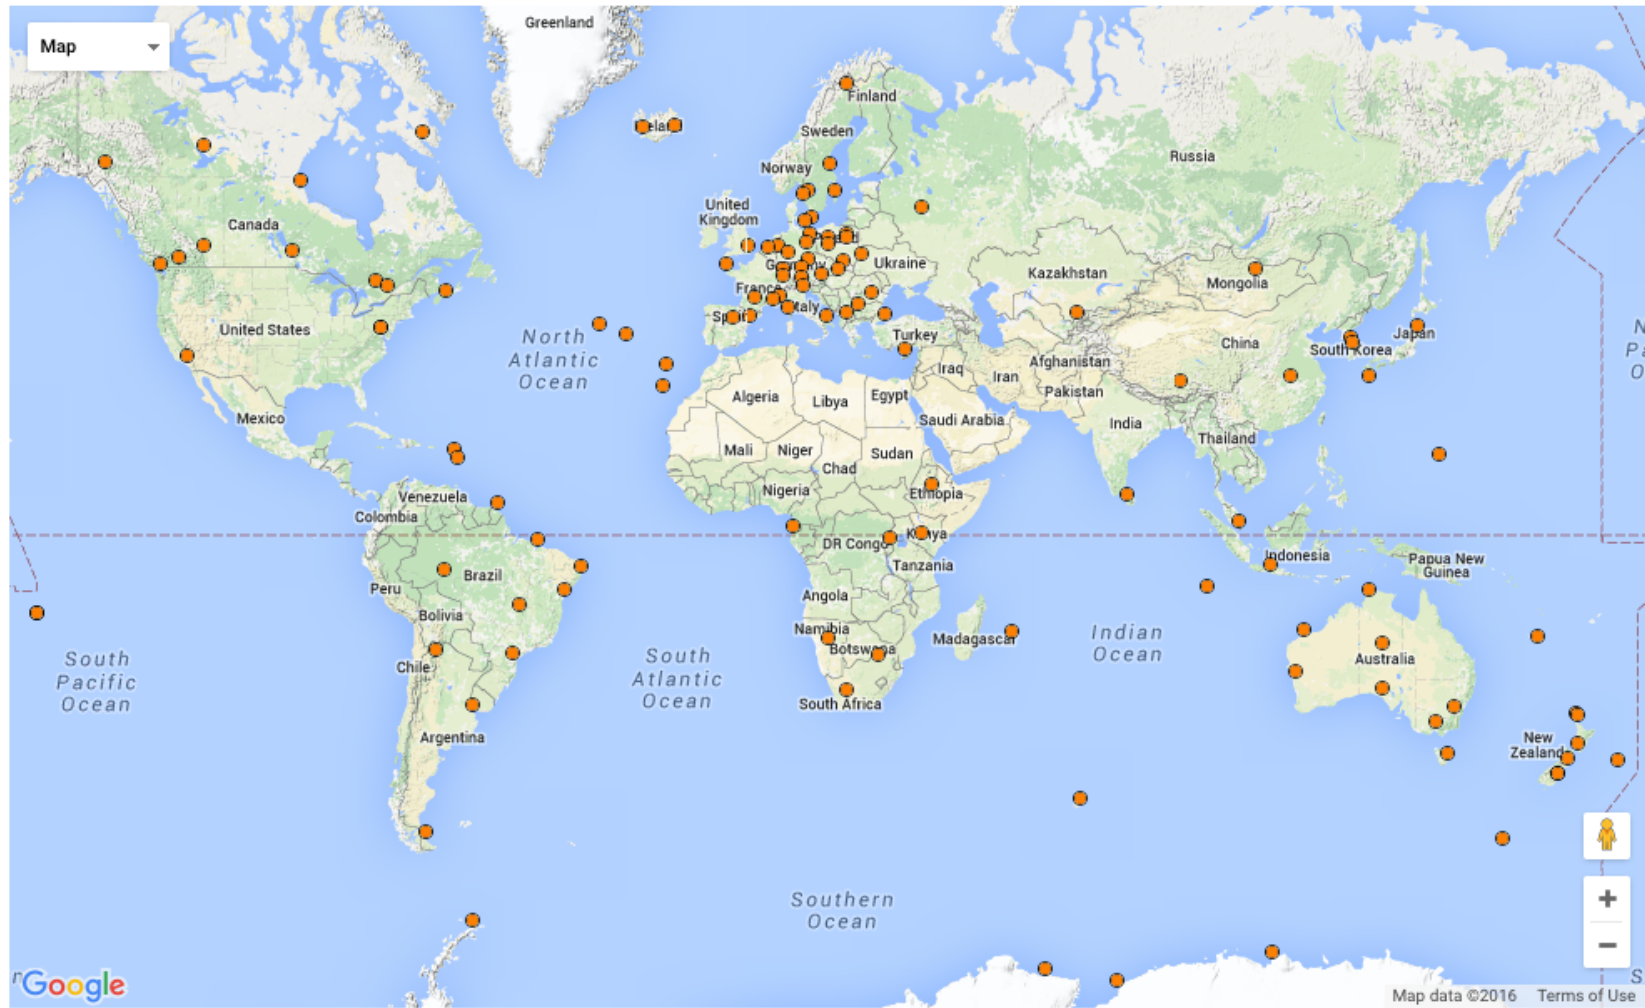 Greenland
Map
Finland
Sweden
Russia
Norway
United
Kingdom
Canada
Ukraine
Kazakhstan
Mongolia
France
Italy
United States
North
Atlantic
Ocean
Turkey
Japan
China
South Korea
Afghanistan
Iraq
Iran
Pakistan
Algeria
Libya
Egypt
Mexico
Saudi Arabia
India
Thailand
Mali
Niger
Sudan
Chad
Venezuela
Nigeria
Ethiopia
Colombia
DR Congo
Kenya
Indonesia
Papua New
Guinea
Brazil
Tanzania
Peru
Angola
Bolivia
Namibia
Botswana
Madagascar
Indian
Ocean
South
Pacific
Ocean
Chile
South
Atlantic
Ocean
Australia
South Africa
Argentina
New
Zealand
Southern
Ocean
Google
Map data ©2016 Terms of Use